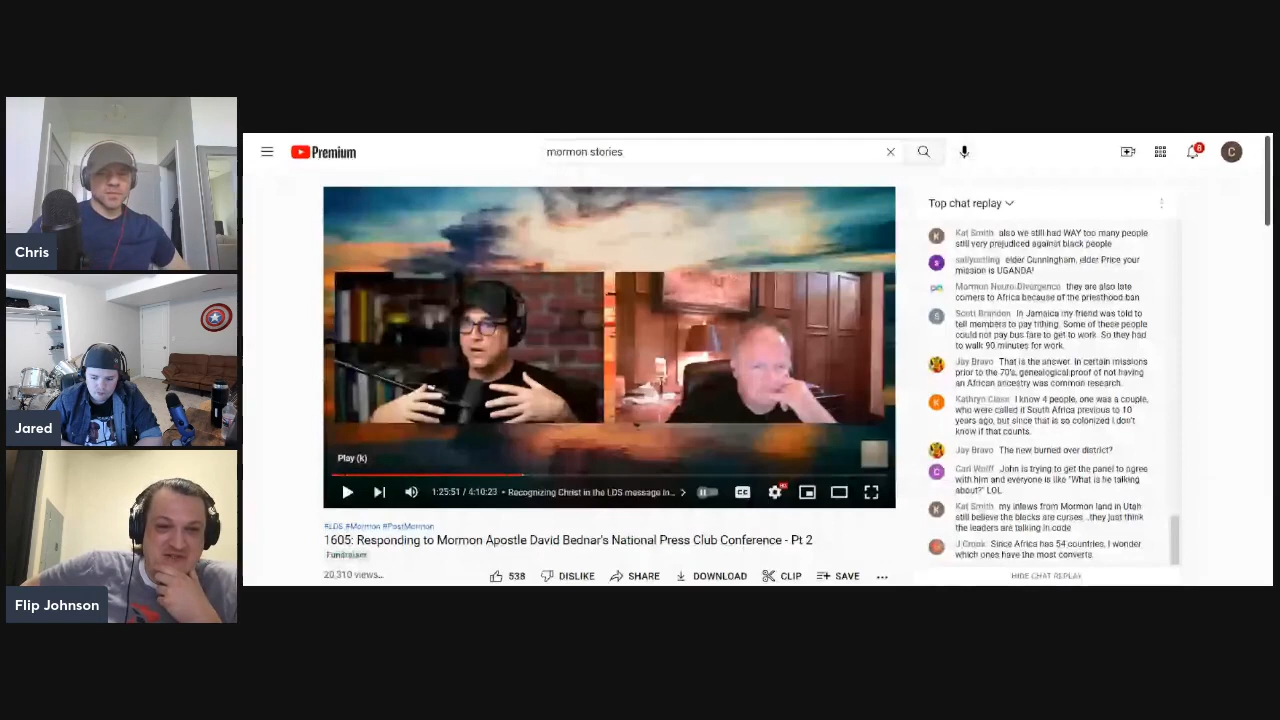 Chris
Jared
Flip Johnson
Premium
mormon stories
8
C
Play (k)
1:25:51 / 4:10:23 • Recognizing Christ in the LDS message in...
CC
HD
#LDS #Mormon #PostMormon
1605: Responding to Mormon Apostle David Bednar's National Press Club Conference - Pt 2
Fundraiser
20,310 views...
538
DISLIKE
SHARE
DOWNLOAD
CLIP
SAVE
Top chat replay
K
Kat Smith also we still had WAY too many people
still very prejudiced against black people
s
elder Cunningham, elder Price your
mission is UGANDA!
Mormon Neuro-Divergence they are also late
comers to Africa because of the priesthood ban
S
Scott Brandon In Jamaica my friend was told to
tell members to pay tithing. Some of these people
could not pay bus fare to get to work. So they had
to walk 90 minutes for work.
Jay Bravo That is the answer. In certain missions
prior to the 70's, genealogical proof of not having
an African ancestry was common research.
K
Kathryn I know 4 people, one was a couple,
who were called it South Africa previous to 10
years ago, but since that is so colonized I don't
know if that counts.
Jay Bravo The new burned over district?
C
Carl Wolff John is trying to get the panel to agree
with him and everyone is like "What is he talking
about?" LOL
K
Kat Smith my inlaws from Mormon land in Utah
still believe the blacks are curses...they just think
the leaders are talking in code
J Crook Since Africa has 54 countries, I wonder
which ones have the most converts.
HIDE CHAT REPLAY